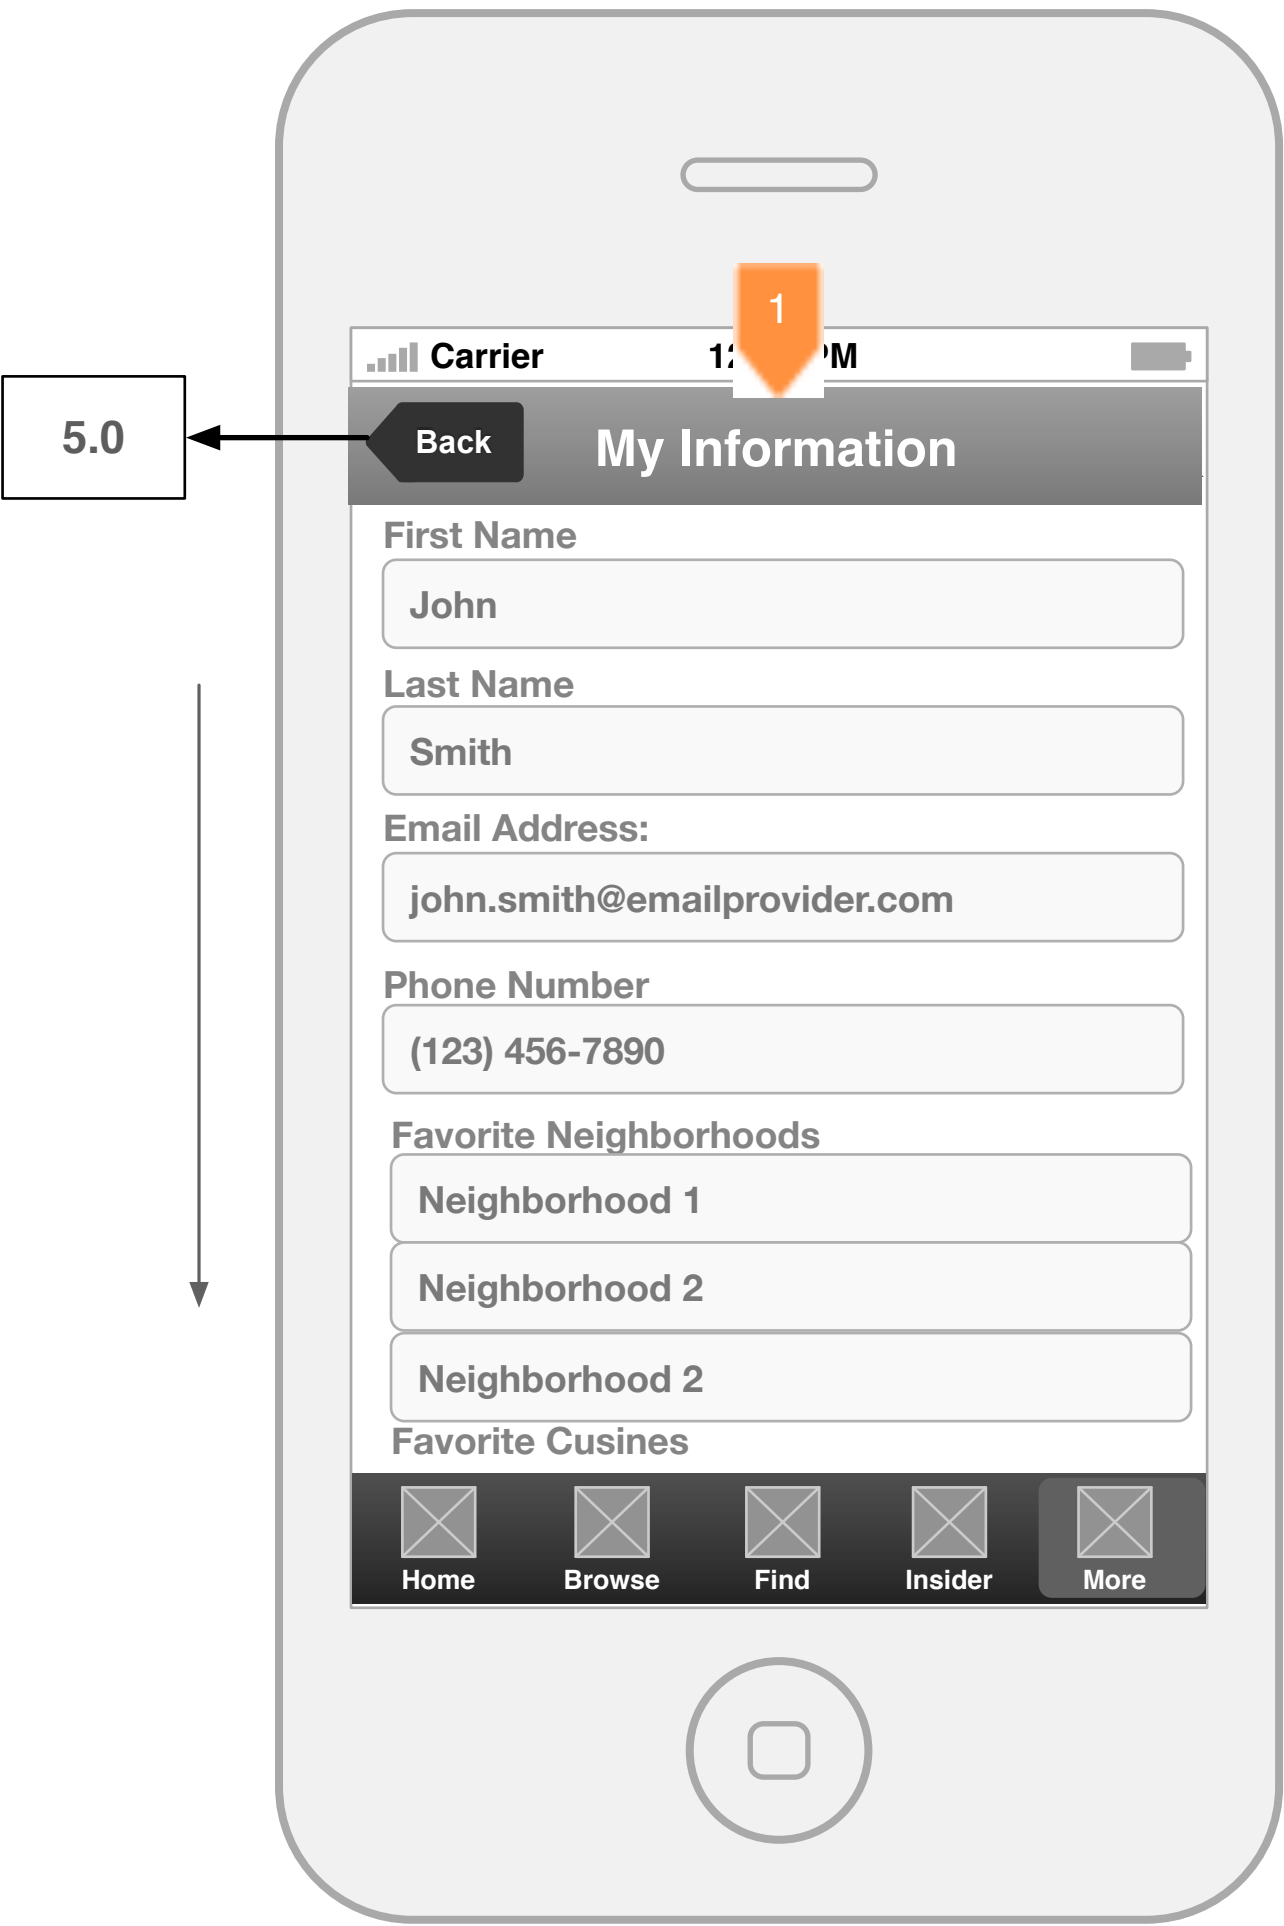 1
Carrier
5.0
Back
My Information
First Name
John
Last Name
Smith
Email Address:
john.smith@emailprovider.com
Phone Number
(123) 456-7890
Favorite Neighborhoods
Neighborhood 1
Neighborhood 2
Neighborhood 2
Favorite Cusines
Home Browse Find Insider More